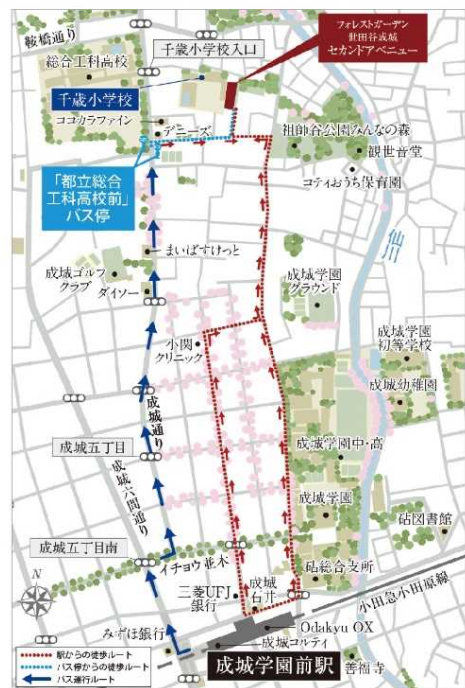 鞍橋通り
千歳小学校入口
フォレストガーデン
世田谷成城
セカンドアベニュー
総合工科高校
千歳小学校
ココカラファイン
アニーズ
祖師谷公園みんなの森
観世音堂
コティおうち保育園
「都立総合
工科高校前」
バス停
まいばすけっと
成城ゴルフ
クラブ
ダイソー
成城学園
グラウンド
小関
クリニック
成城学園
初等学校
成城幼稚園
成城通り
成城五丁目
成城六間通り
成城学園中・高
成城学園
砧図書館
成城五丁目南
イチョウ並木
砧総合支所
小田急小田原線
三菱UFJ
銀行
成城
石井
N
みずほ銀行
Odakyu OX
成城コルティ
成城学園前駅
善福寺
駅からの徒歩ルート
バス停からの徒歩ルート
バス運行ルート